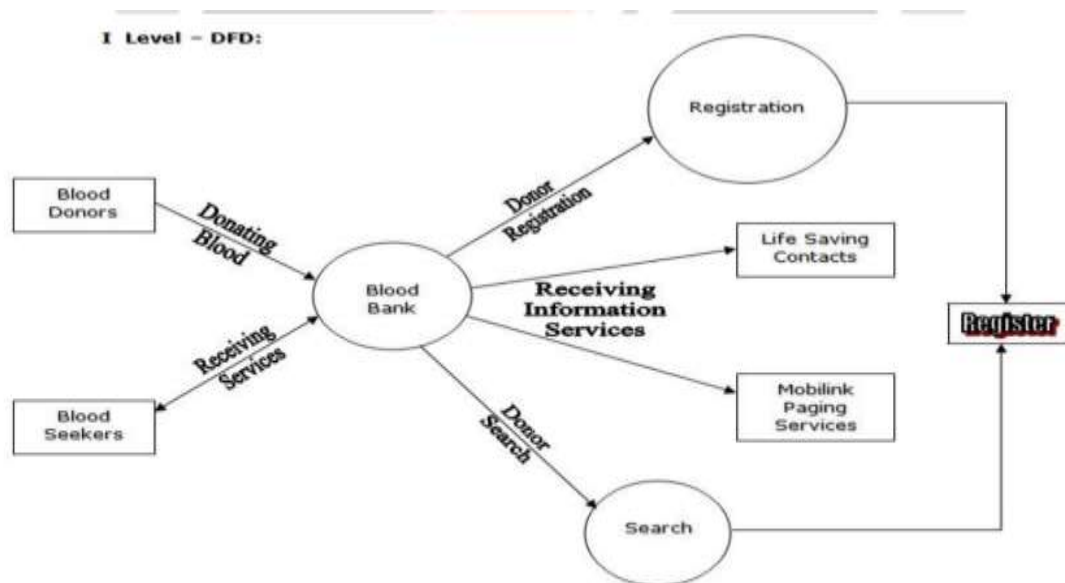 I Level – DFD:
Registration
Blood
Donors
Donating
Blood
Donor
Registration
Life Saving
Contacts
Blood
Bank
Receiving
Information
Services
Register
Receiving
Services
Mobilink
Paging
Services
Blood
Seekers
Donor
Search
Search